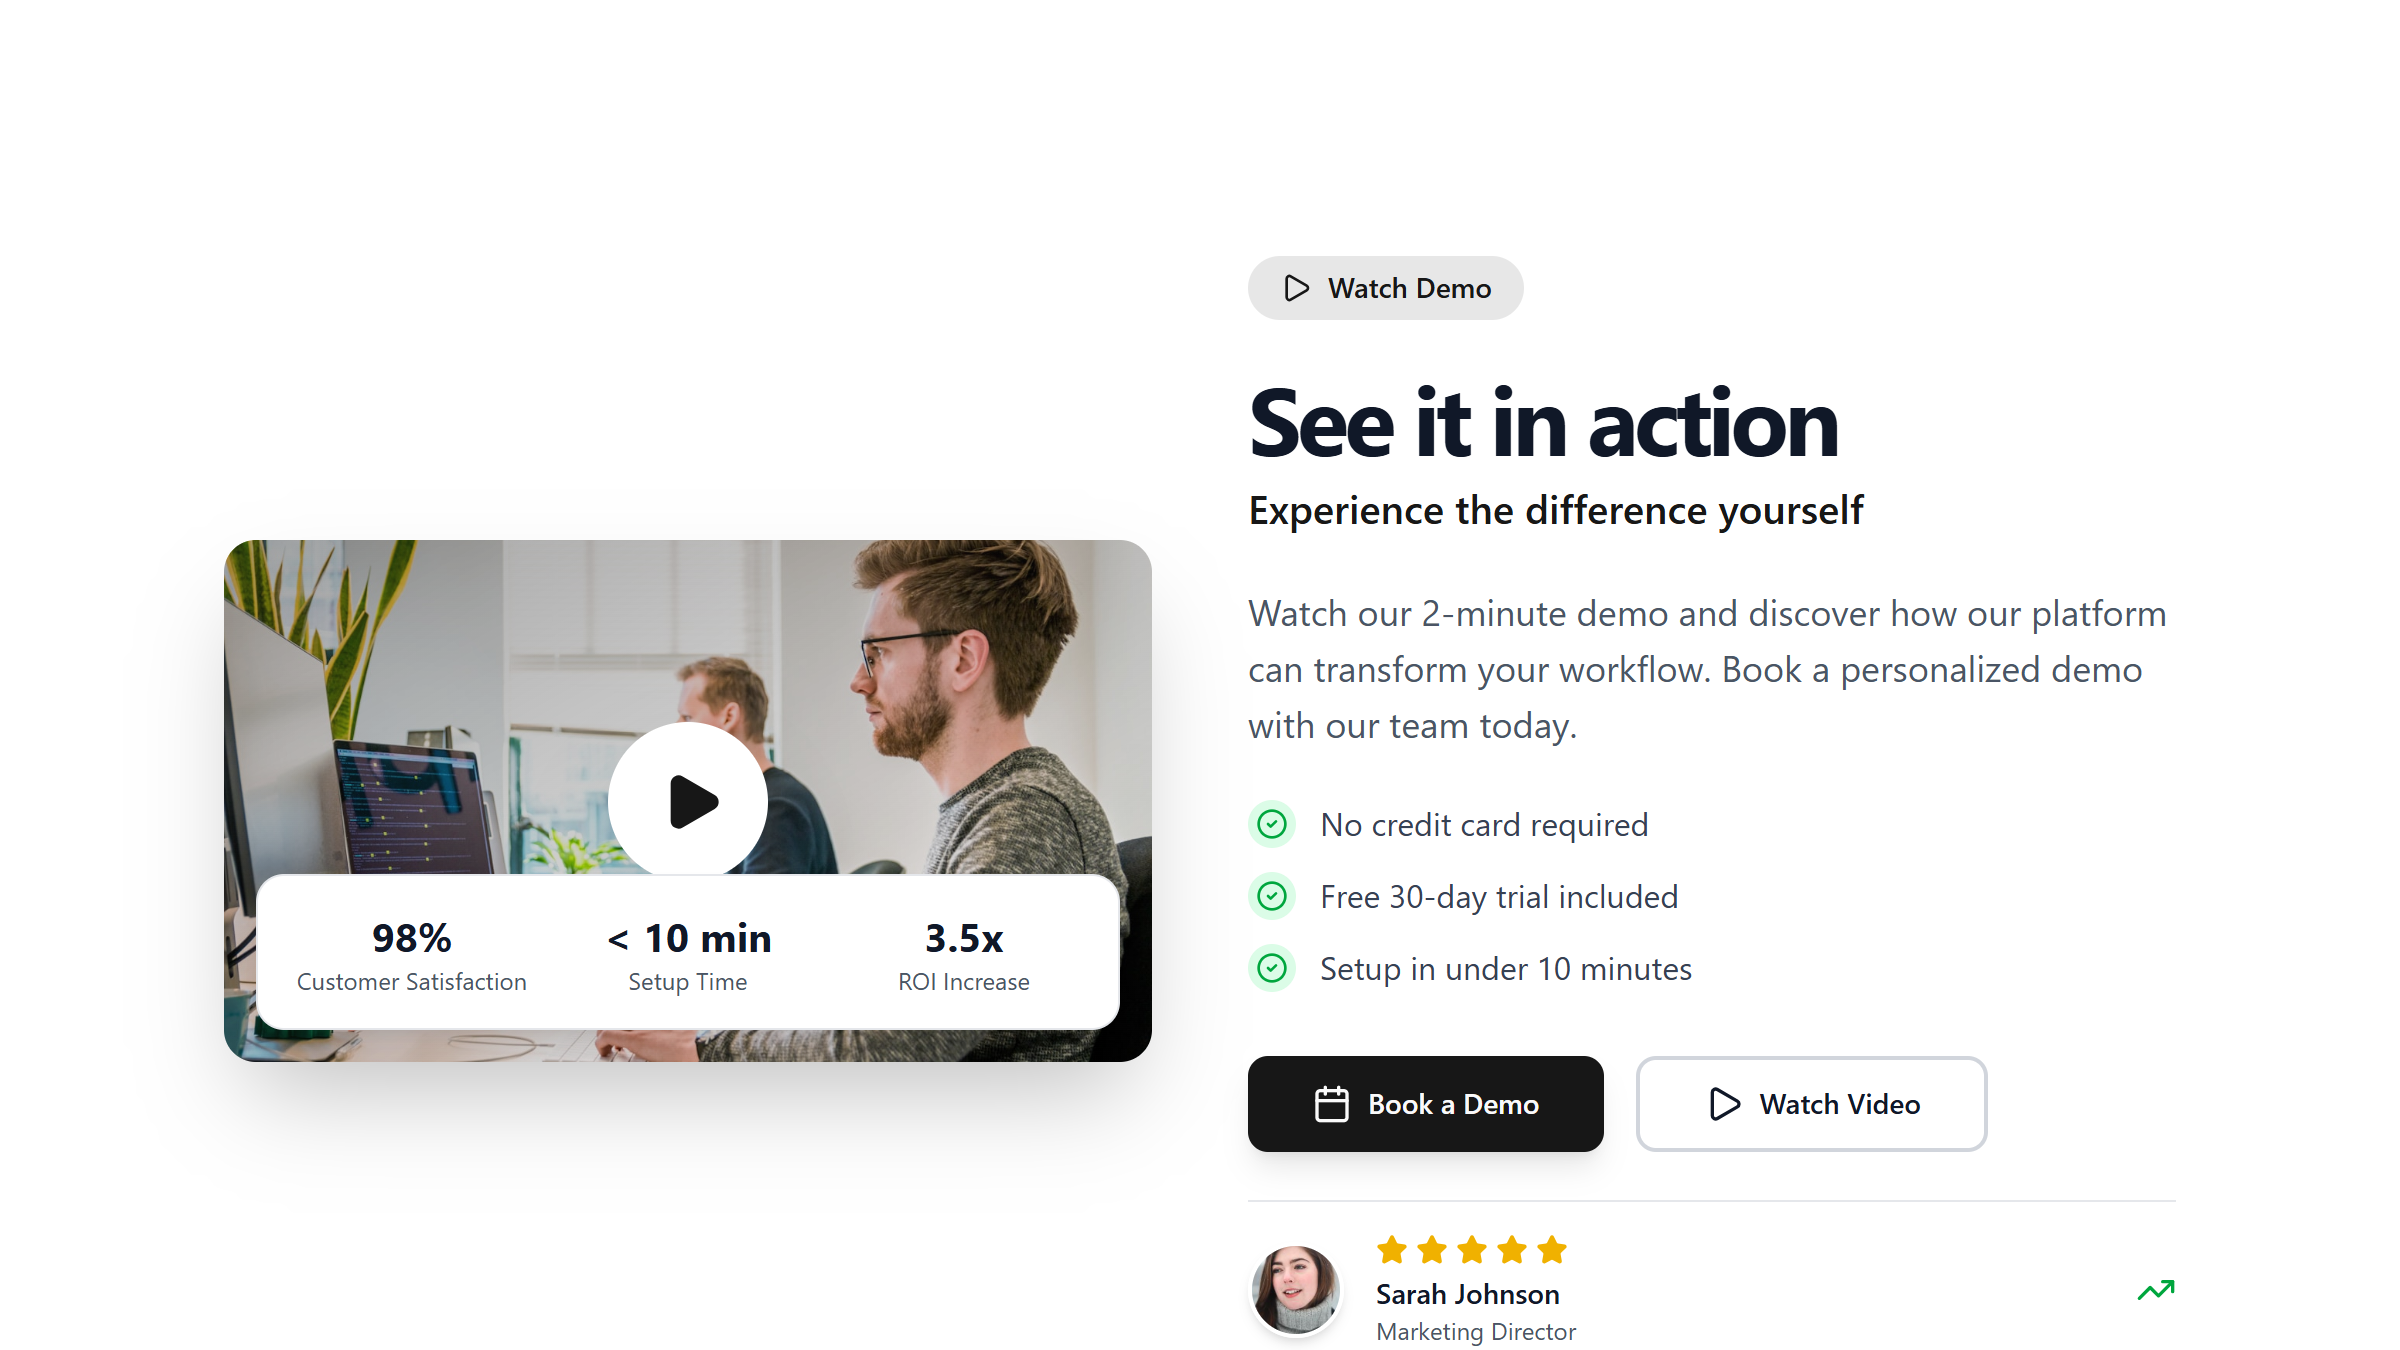 Watch Demo
See it in action
Experience the difference yourself
Watch our 2-minute demo and discover how our platform
can transform your workflow. Book a personalized demo
with our team today.
No credit card required
Free 30-day trial included
Setup in under 10 minutes
Book a Demo
Watch Video
Sarah Johnson
Marketing Director
98%
Customer Satisfaction
< 10 min
Setup Time
3.5x
ROI Increase